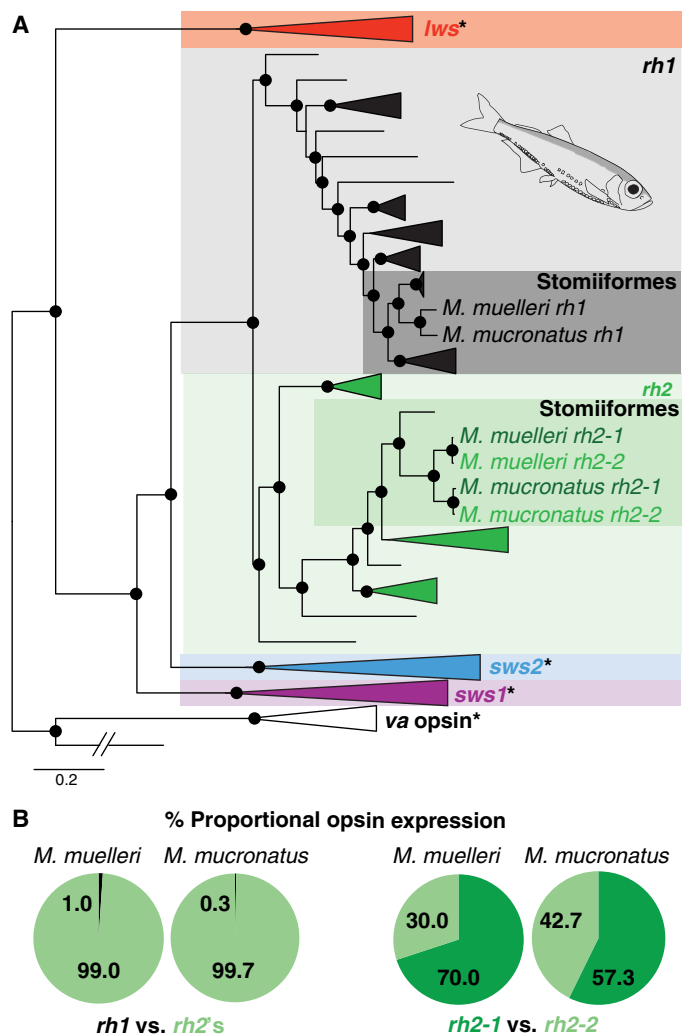 A
lws*
rh1
Stomiiformes
M. muelleri rh1
M. mucronatus rh1
rh2
Stomiiformes
M. muelleri rh2-1
M. muelleri rh2-2
M. mucronatus rh2-1
M. mucronatus rh2-2
sws2*
sws1*
va opsin*
0.2
B
% Proportional opsin expression
M. muelleri M. mucronatus M. muelleri M. mucronatus
1.0 0.3 30.0 42.7
99.0 99.7 70.0 57.3
rh1 vs. rh2's rh2-1 vs. rh2-2